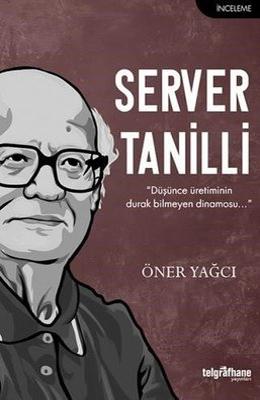 İNCELEME
SERVER
TANİLLİ
"Düşünce üretiminin
durak bilmeyen dinamosu..."
ÖNER YAĞCI
telgrafhane
yayınları